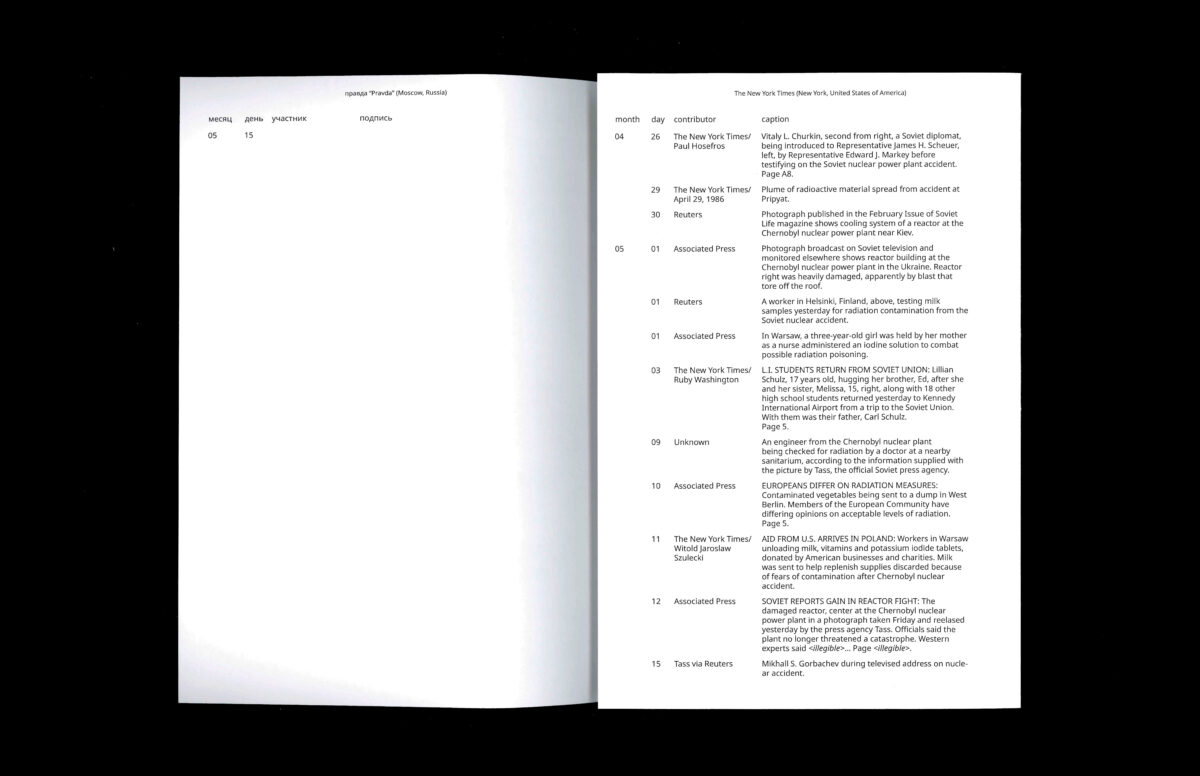 правда “Pravda” (Moscow, Russia)
месяц день участник подпись
05 15
The New York Times (New York, United States of America)
month day contributor caption
04 26 The New York Times/ Vitaly L. Churkin, second from right, a Soviet diplomat,
Paul Hosefros being introduced to Representative James H. Scheuer,
left, by Representative Edward J. Markey before
testifying on the Soviet nuclear power plant accident.
Page A8.
29 The New York Times/ Plume of radioactive material spread from accident at
April 29, 1986 Pripyat.
30 Reuters Photograph published in the February Issue of Soviet
Life magazine shows cooling system of a reactor at the
Chernobyl nuclear power plant near Kiev.
05 01 Associated Press Photograph broadcast on Soviet television and
monitored elsewhere shows reactor building at the
Chernobyl nuclear power plant in the Ukraine. Reactor
right was heavily damaged, apparently by blast that
tore off the roof.
01 Reuters A worker in Helsinki, Finland, above, testing milk
samples yesterday for radiation contamination from the
Soviet nuclear accident.
01 Associated Press In Warsaw, a three-year-old girl was held by her mother
as a nurse administered an iodine solution to combat
possible radiation poisoning.
03 The New York Times/ L.I. STUDENTS RETURN FROM SOVIET UNION: Lillian
Ruby Washington Schulz, 17 years old, hugging her brother, Ed, after she
and her sister, Melissa, 15, right, along with 18 other
high school students returned yesterday to Kennedy
International Airport from a trip to the Soviet Union.
With them was their father, Carl Schulz.
Page 5.
09 Unknown An engineer from the Chernobyl nuclear plant
being checked for radiation by a doctor at a nearby
sanitarium, according to the information supplied with
the picture by Tass, the official Soviet press agency.
10 Associated Press EUROPEANS DIFFER ON RADIATION MEASURES:
Contaminated vegetables being sent to a dump in West
Berlin. Members of the European Community have
differing opinions on acceptable levels of radiation.
Page 5.
11 The New York Times/ AID FROM U.S. ARRIVES IN POLAND: Workers in Warsaw
Witold Jaroslaw unloading milk, vitamins and potassium iodide tablets,
Szulecki donated by American businesses and charities. Milk
was sent to help replenish supplies discarded because
of fears of contamination after Chernobyl nuclear
accident.
12 Associated Press SOVIET REPORTS GAIN IN REACTOR FIGHT: The
damaged reactor, center at the Chernobyl nuclear
power plant in a photograph taken Friday and reelased
yesterday by the press agency Tass. Officials said the
plant no longer threatened a catastrophe. Western
experts said <illegible>... Page <illegible>.
15 Tass via Reuters Mikhall S. Gorbachev during televised address on nucle-
ar accident.